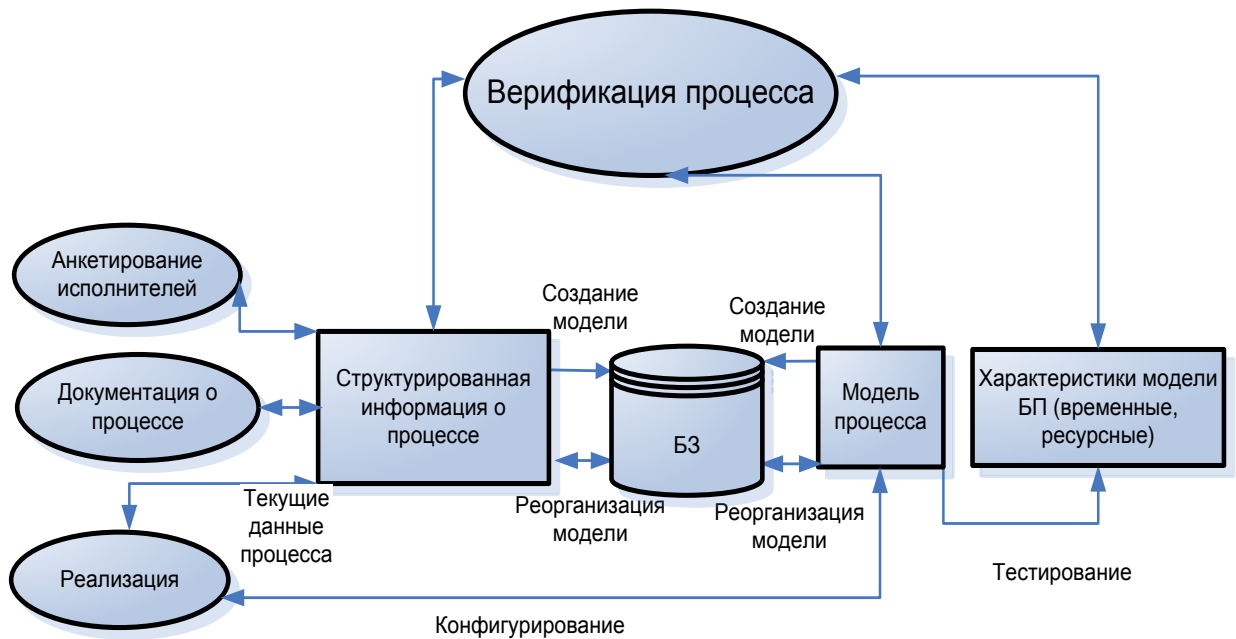 Верификация процесса
Анкетирование
исполнителей
Создание
модели
Создание
модели
Документация о
процессе
Структурированная
информация о
процессе
БЗ
Модель
процесса
Характеристики модели
БП (временные,
ресурсные)
Текущие
данные
процесса
Реорганизация
модели
Реорганизация
модели
Реализация
Тестирование
Конфигурирование